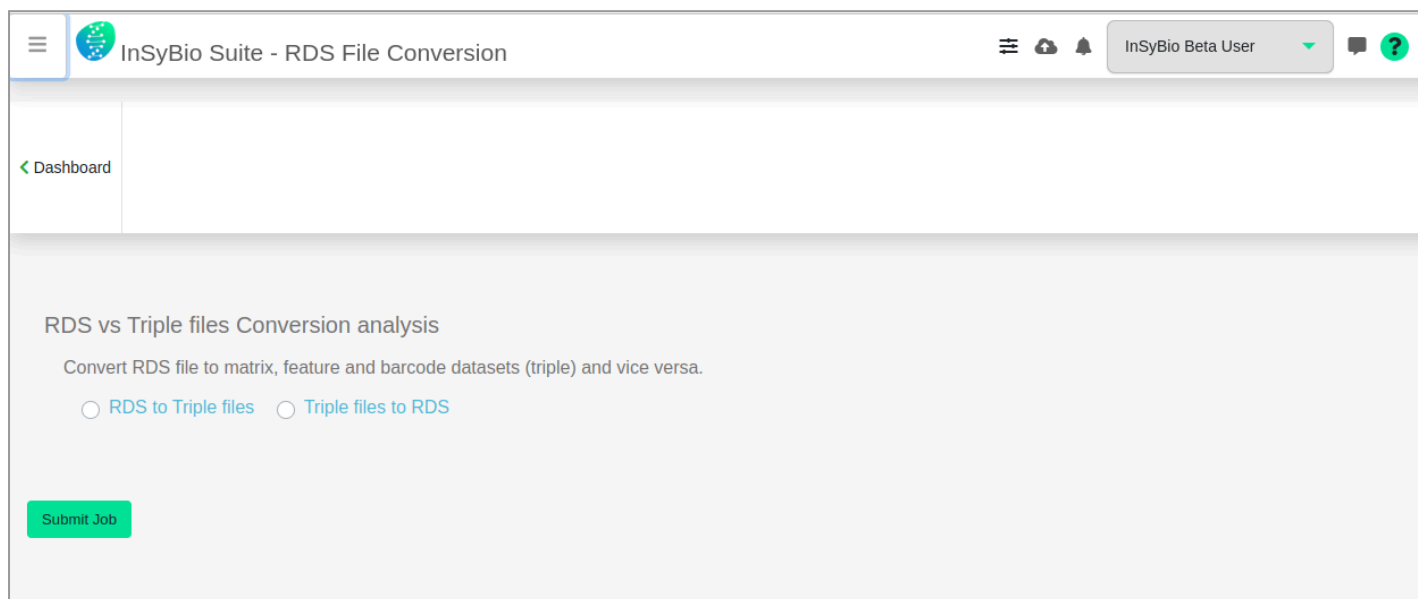 InSyBio Suite - RDS File Conversion
InSyBio Beta User
?
Dashboard
RDS vs Triple files Conversion analysis
Convert RDS file to matrix, feature and barcode datasets (triple) and vice versa.
RDS to Triple files Triple files to RDS
Submit Job